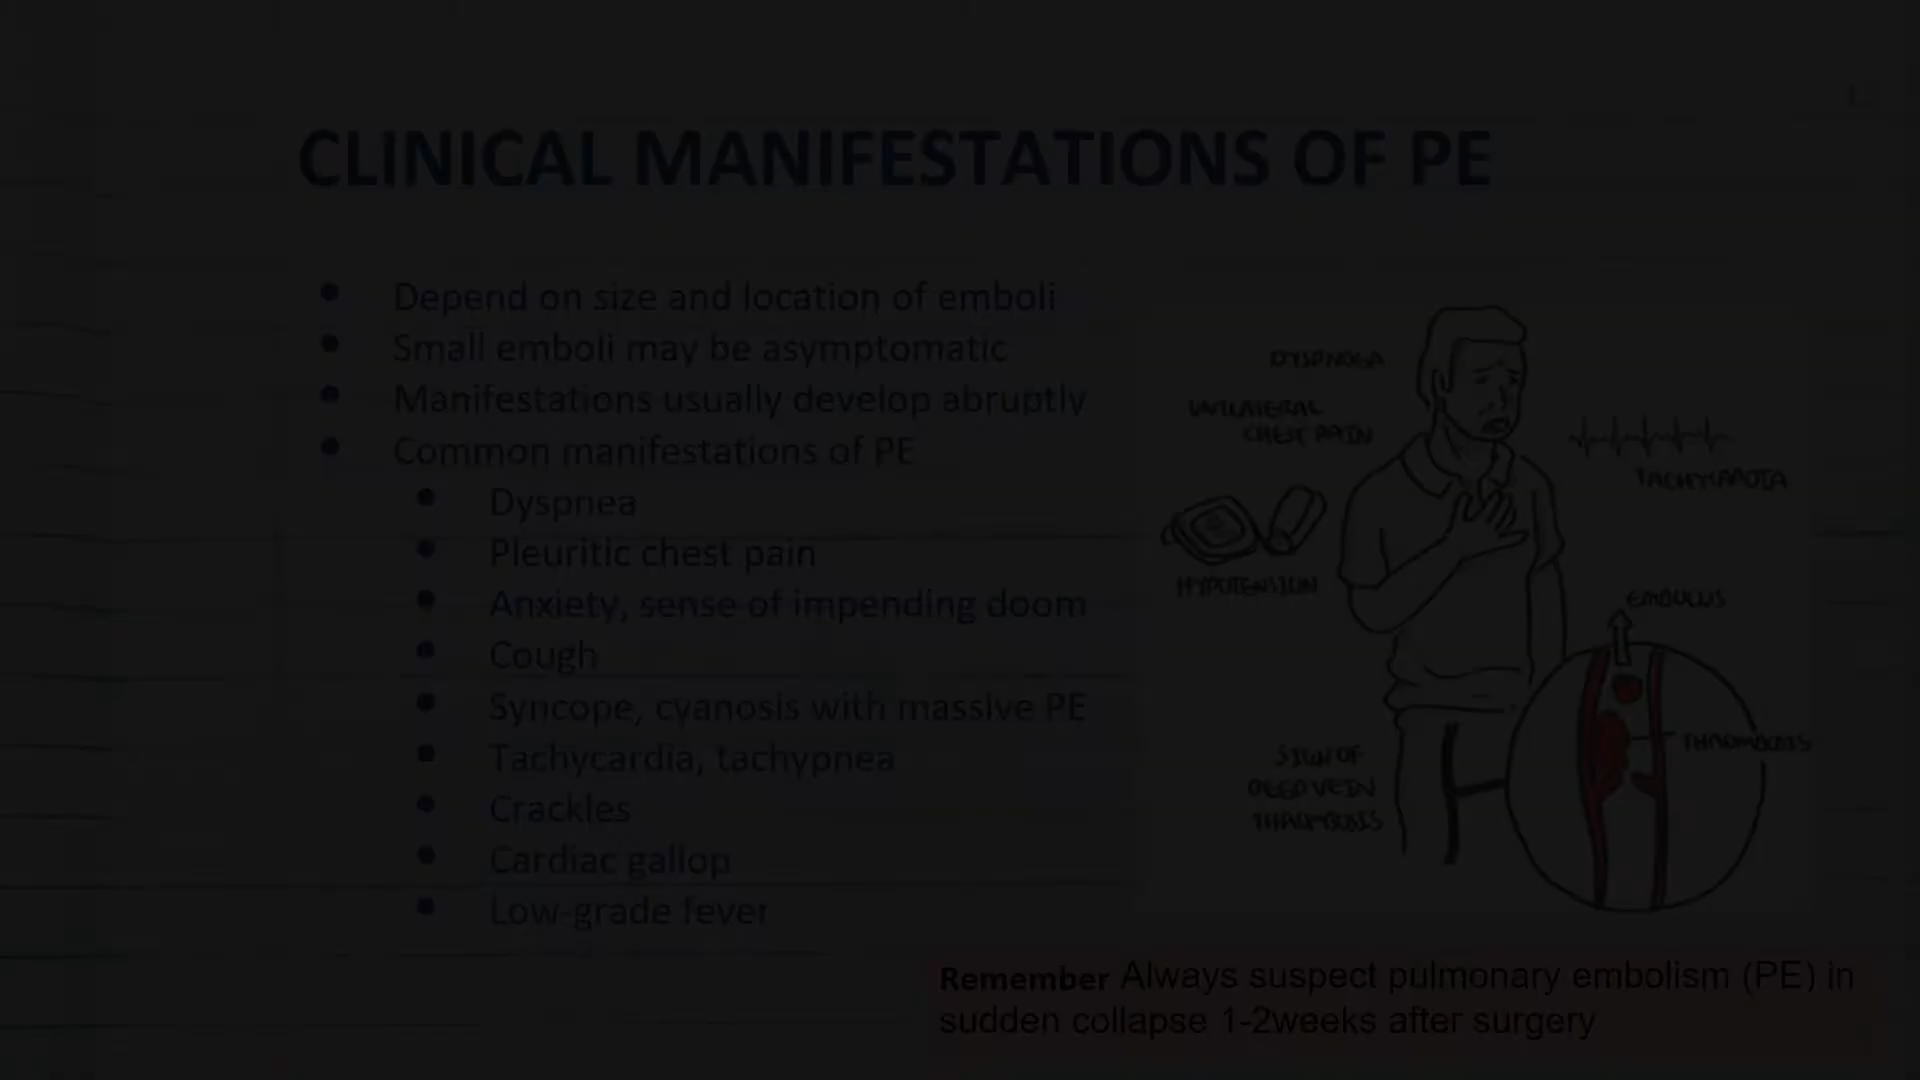 CLINICAL MANIFESTATIONS OF PE
Depend on size and location of emboli
Small emboli may be asymptomatic
Manifestations usually develop abruptly
Common manifestations of PE
Dyspnea
Pleuritic chest pain
Anxiety, sense of impending doom
Cough
Syncope, cyanosis with massive PE
Tachycardia, tachypnea
Crackles
Cardiac gallop
Low-grade fever
DYSPNOEA
UNILATERAL
CHEST PAIN
TACHYCARDIA
HYPOTENSION
EMBOLUS
THROMBOSIS
SIGN OF
DEEP VEIN
THROMBOSIS
Remember Always suspect pulmonary embolism (PE) in
sudden collapse 1-2weeks after surgery